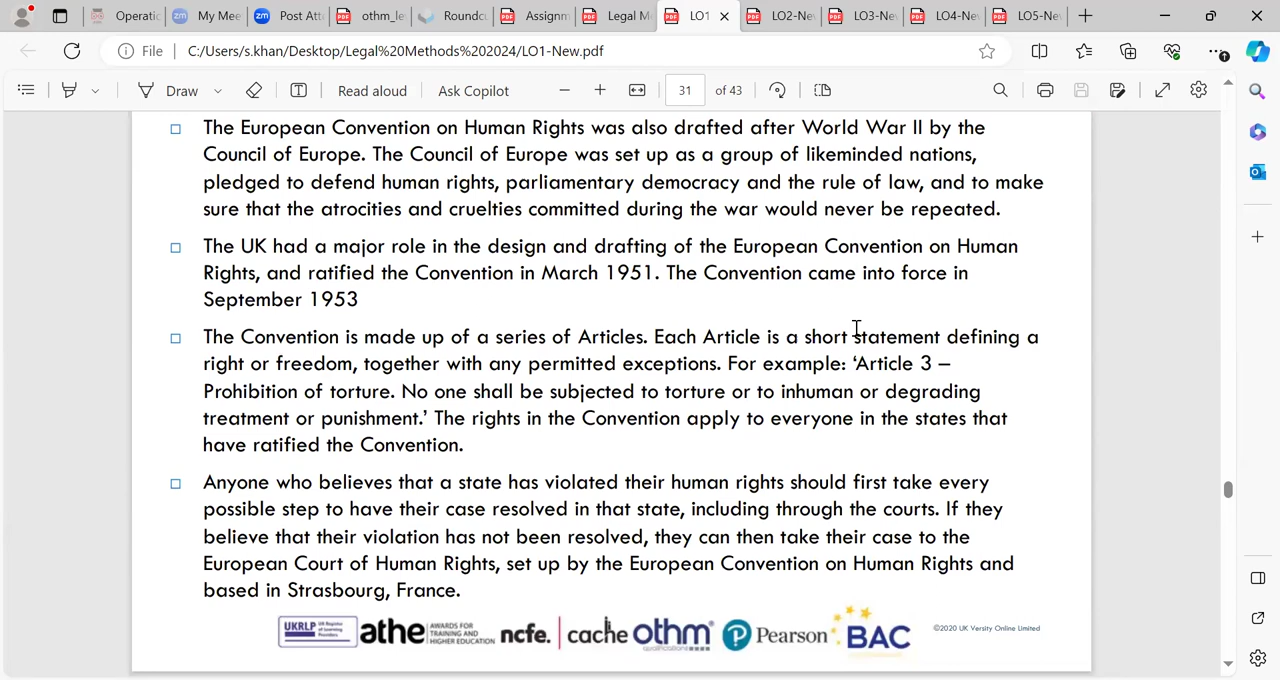 Operatic
My Mee
Post Att
othm_le
Roundcu
Assignm
Legal M
LO1
LO2-Nev
LO3-Nev
LO4-Nev
LO5-Nev
File
C:/Users/s.khan/Desktop/Legal%20Methods%202024/LO1-New.pdf
Draw
Read aloud
Ask Copilot
31
of 43
The European Convention on Human Rights was also drafted after World War II by the
Council of Europe. The Council of Europe was set up as a group of likeminded nations,
pledged to defend human rights, parliamentary democracy and the rule of law, and to make
sure that the atrocities and cruelties committed during the war would never be repeated.
The UK had a major role in the design and drafting of the European Convention on Human
Rights, and ratified the Convention in March 1951. The Convention came into force in
September 1953
The Convention is made up of a series of Articles. Each Article is a short statement defining a
right or freedom, together with any permitted exceptions. For example: ‘Article 3 –
Prohibition of torture. No one shall be subjected to torture or to inhuman or degrading
treatment or punishment.’ The rights in the Convention apply to everyone in the states that
have ratified the Convention.
Anyone who believes that a state has violated their human rights should first take every
possible step to have their case resolved in that state, including through the courts. If they
believe that their violation has not been resolved, they can then take their case to the
European Court of Human Rights, set up by the European Convention on Human Rights and
based in Strasbourg, France.
UKRLP
athe AWARDS FOR TRAINING AND HIGHER EDUCATION
ncfe.
cache
othm qualifications
Pearson
BAC
©2020 UK Versity Online Limited